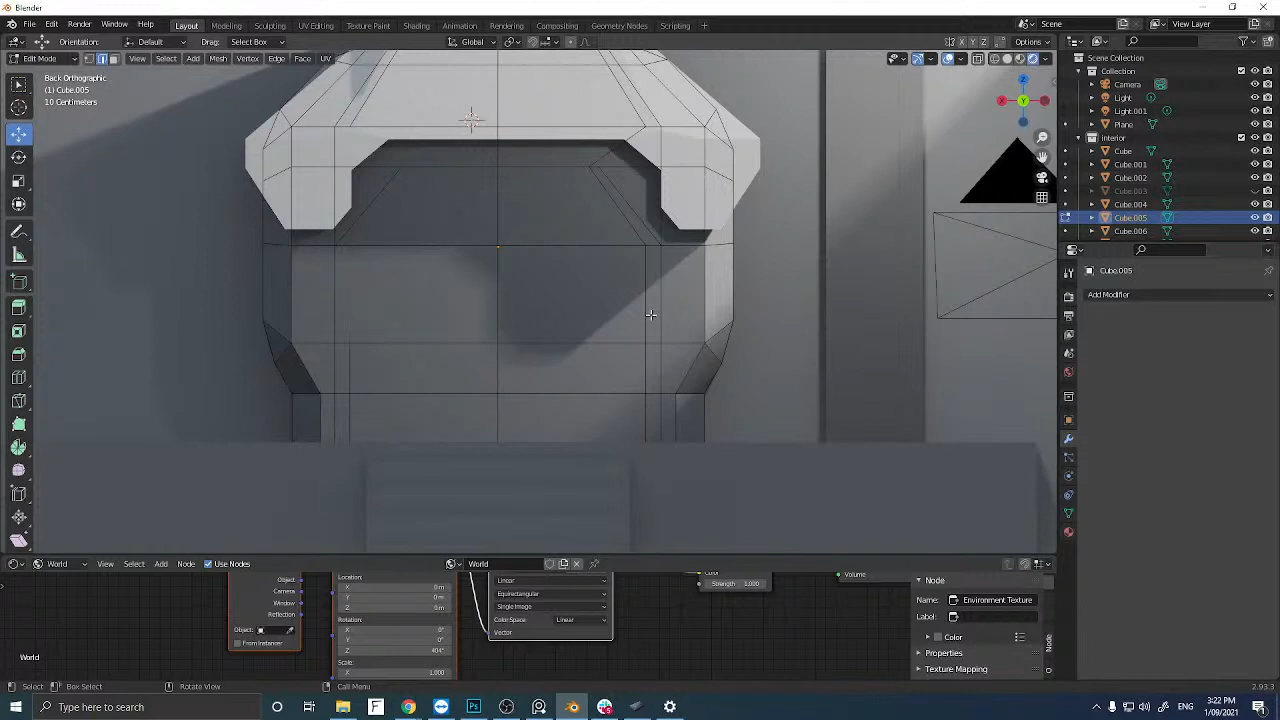 Blender
File Edit Render Window Help Layout Modeling Sculpting UV Editing Texture Paint Shading Animation Rendering Compositing Geometry Nodes Scripting + Scene View Layer
Orientation: Default Drag: Select Box Global X Y Z Options
Edit Mode View Select Add Mesh Vertex Edge Face UV
Back Orthographic
(1) Cube.005
10 Centimeters
Z
X Y
Scene Collection
Collection
Camera
Light
Light.001
Plane
interior
Cube
Cube.001
Cube.002
Cube.003
Cube.004
Cube.005
Cube.006
Cube.005
Add Modifier
World View Select Add Node Use Nodes World
Object:
Camera:
Window:
Reflection:
Object:
From Instancer
Location:
X 0 m
Y 0 m
Z 0 m
Rotation:
X 0°
Y 0°
Z 404°
Scale:
X 1.000
Linear
Equirectangular
Single Image
Color Space Linear
Vector
Color
Strength 1.000
Volume
Node
Name: Environment Texture
Label:
Color
Properties
Texture Mapping
Node
World
Select Box Select Rotate View Call Menu 2.93.3
Type here to search
3:22 PM
1/09/2021